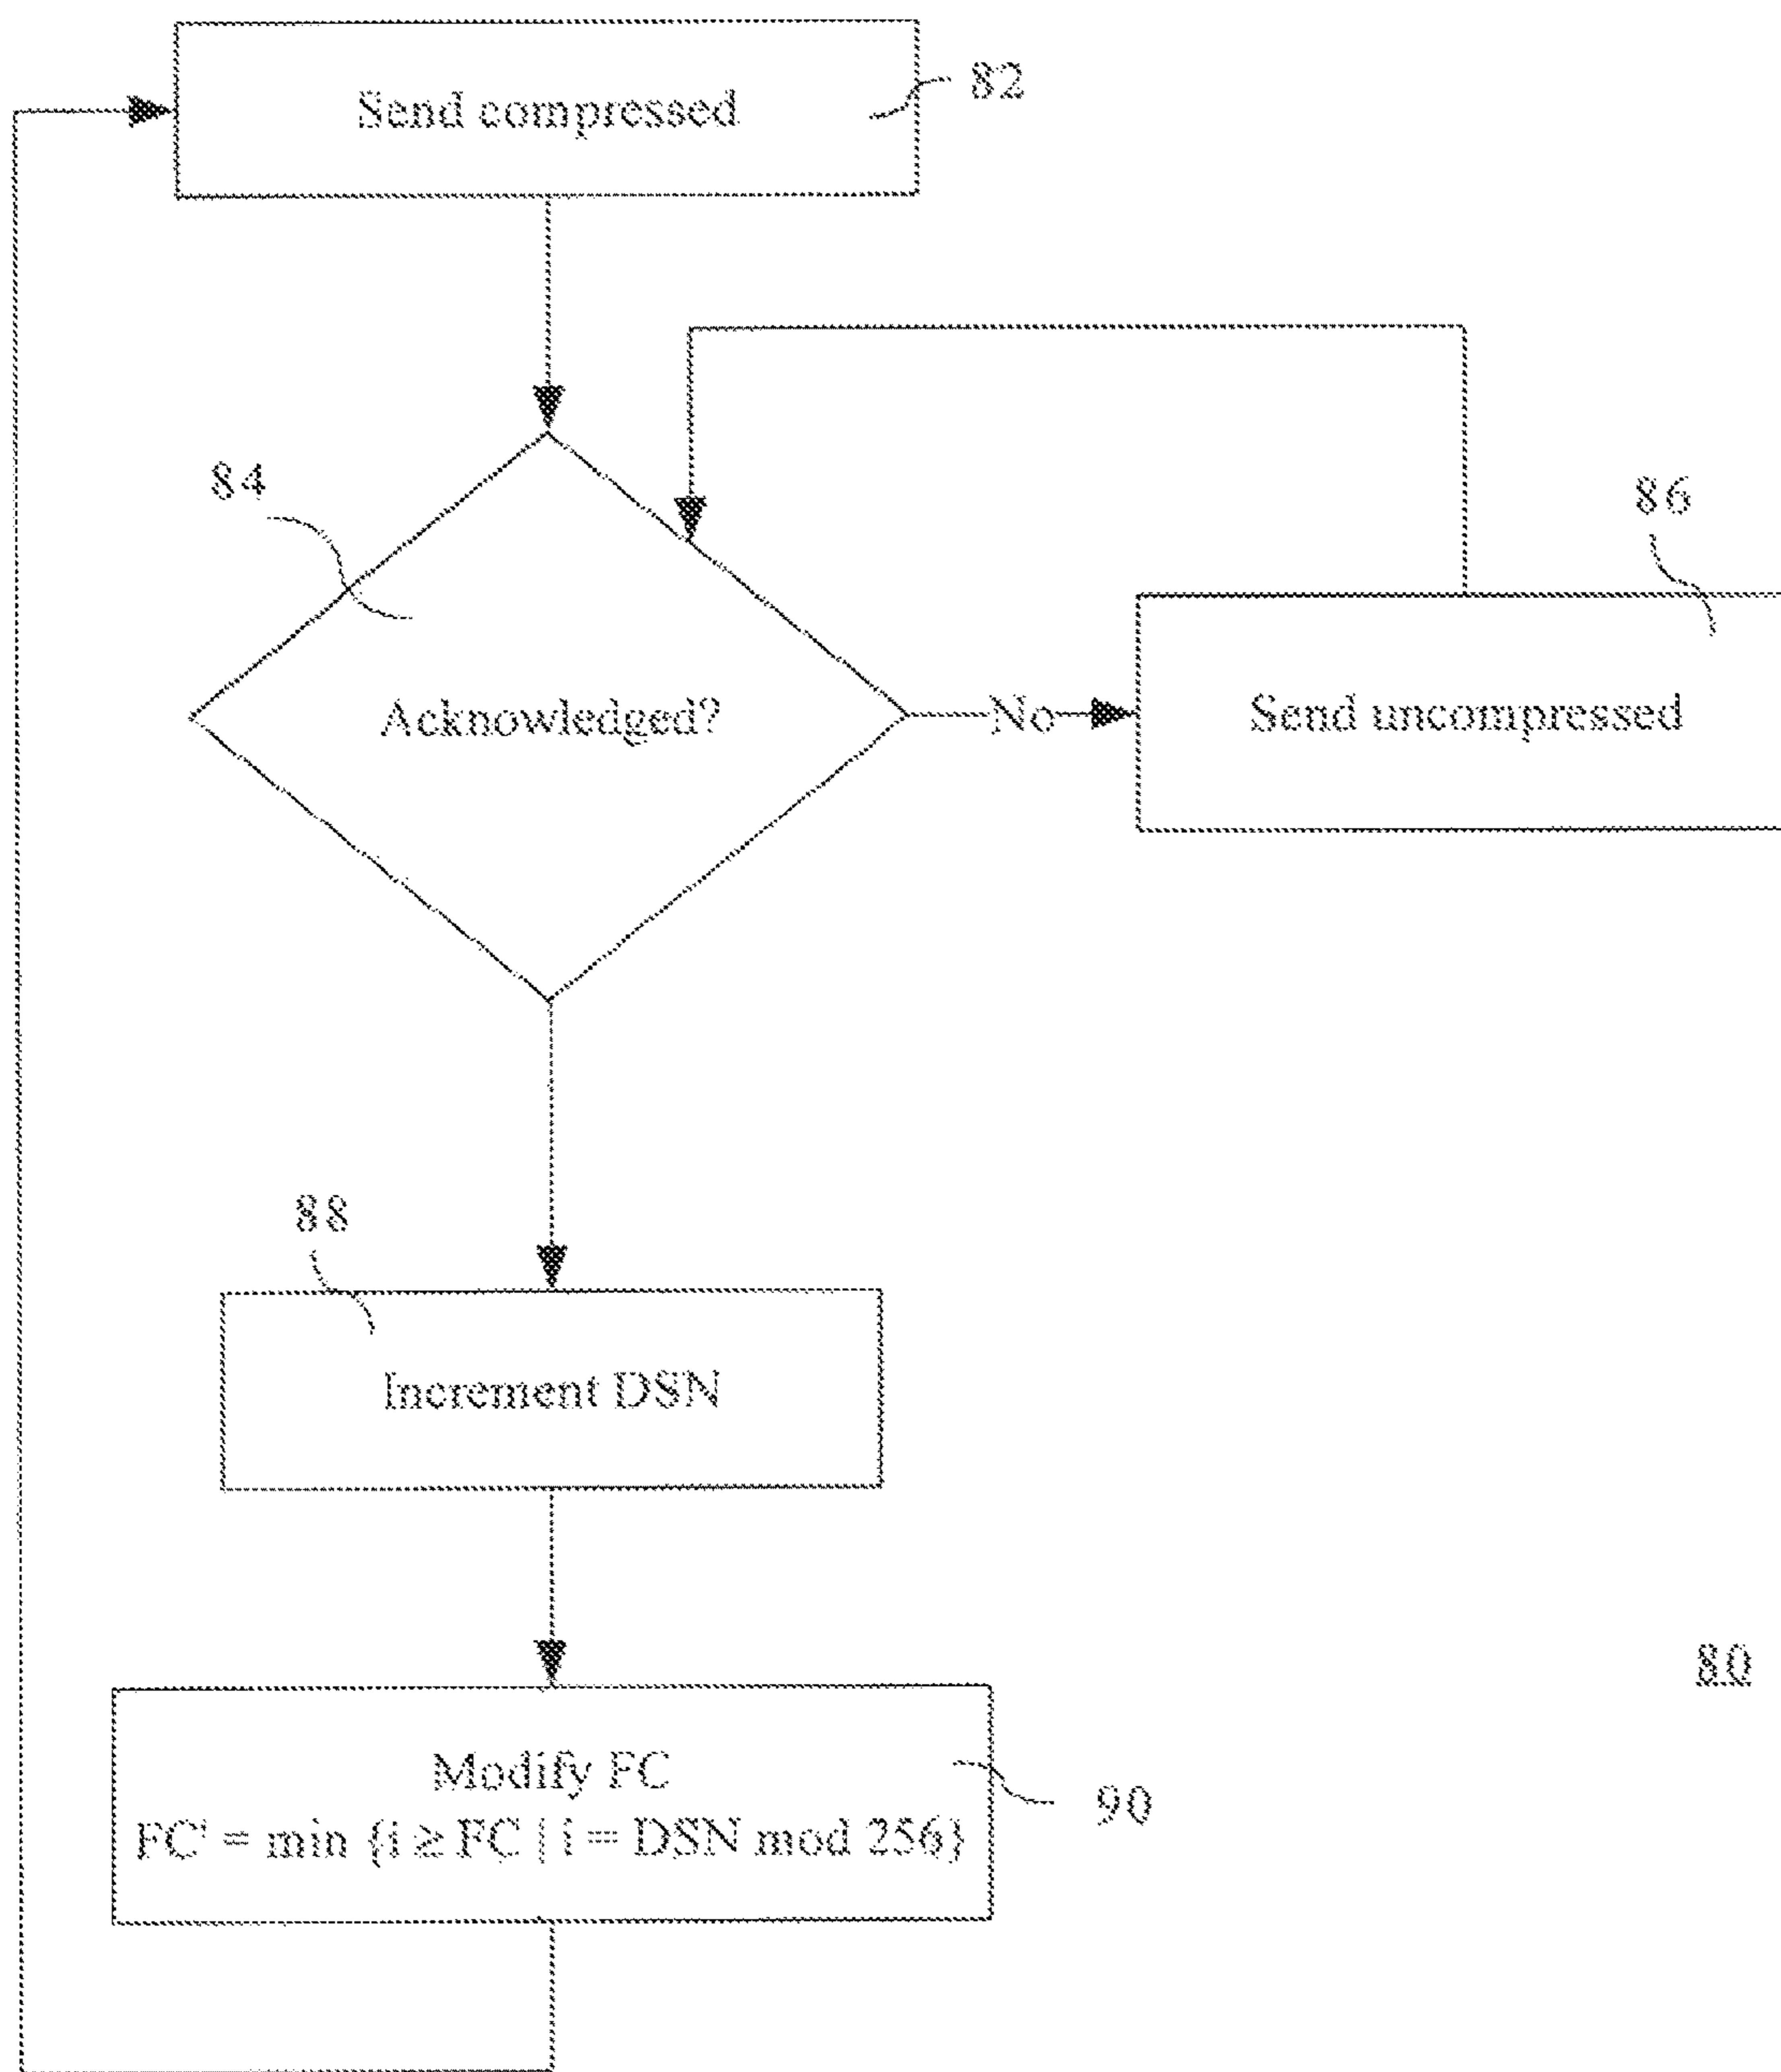 Send compressed
82
84
86
Acknowledged?
No
Send uncompressed
88
Increment DSN
80
Modify FC
FC' = min {i ≥ FC | i = DSN mod 256}
90